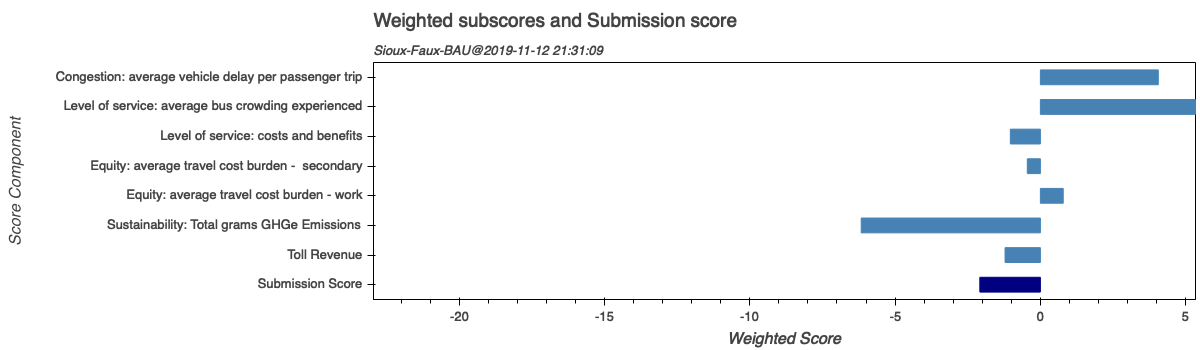 Weighted subscores and Submission score
Sioux-Faux-BAU@2019-11-12 21:31:09
Score Component
Congestion: average vehicle delay per passenger trip
Level of service: average bus crowding experienced
Level of service: costs and benefits
Equity: average travel cost burden -  secondary
Equity: average travel cost burden - work
Sustainability: Total grams GHGe Emissions
Toll Revenue
Submission Score
-20 -15 -10 -5 0 5
Weighted Score